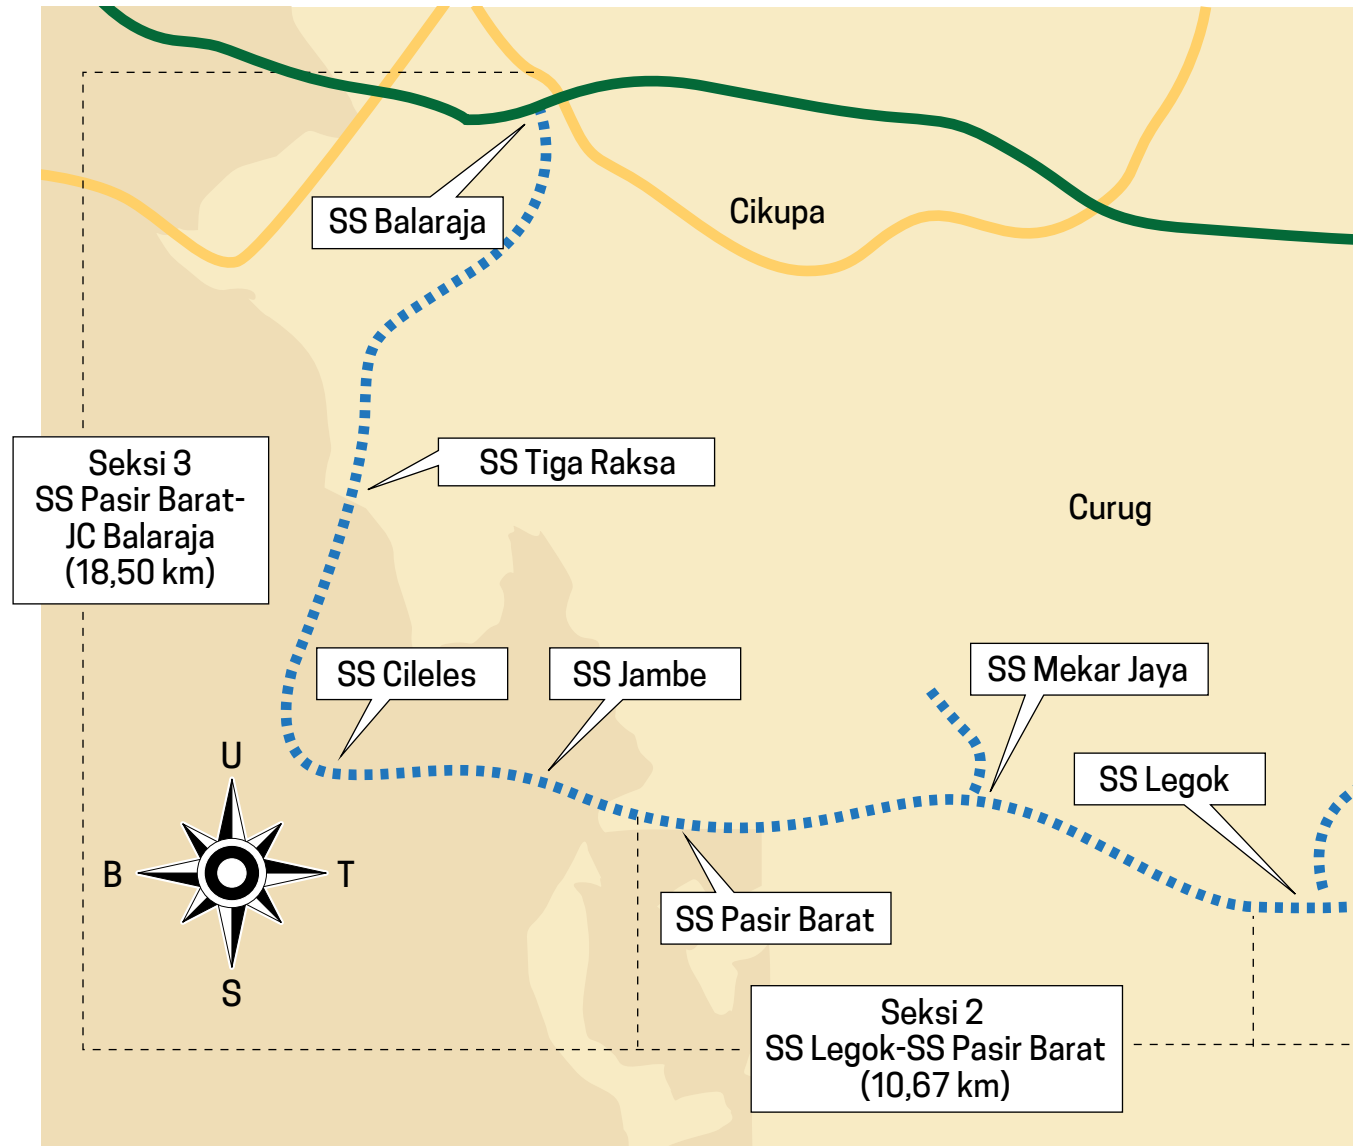 SS Balaraja
Cikupa
Seksi 3
SS Pasir Barat-
JC Balaraja
(18,50 km)
SS Tiga Raksa
Curug
SS Cileles
SS Jambe
SS Mekar Jaya
SS Legok
U
B
T
S
SS Pasir Barat
Seksi 2
SS Legok-SS Pasir Barat
(10,67 km)